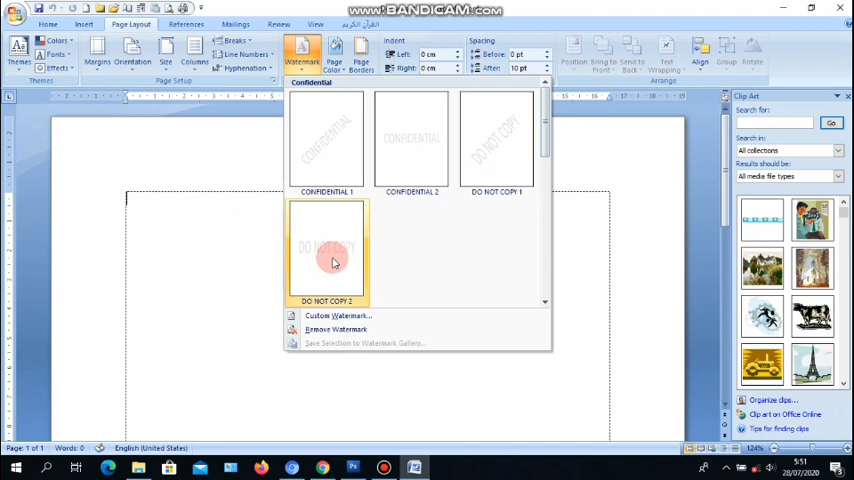 www.BANDICAM.com
Home
Insert
Page Layout
References
Mailings
Review
View
القرآن الكريم
Themes
Colors
Fonts
Effects
Themes
Margins
Orientation
Size
Columns
Breaks
Line Numbers
Hyphenation
Page Setup
Watermark
Page Color
Page Borders
Indent
Left: 0 cm
Right: 0 cm
Spacing
Before: 0 pt
After: 10 pt
Position
Bring to Front
Send to Back
Text Wrapping
Align
Group
Rotate
Arrange
Confidential
CONFIDENTIAL
CONFIDENTIAL
DO NOT COPY
CONFIDENTIAL 1
CONFIDENTIAL 2
DO NOT COPY 1
DO NOT COPY
DO NOT COPY 2
Custom Watermark...
Remove Watermark
Save Selection to Watermark Gallery...
Clip Art
Search for:
Go
Search in:
All collections
Results should be:
All media file types
Organize clips...
Clip art on Office Online
Tips for finding clips
Page: 1 of 1
Words: 0
English (United States)
124%
5:51
28/07/2020